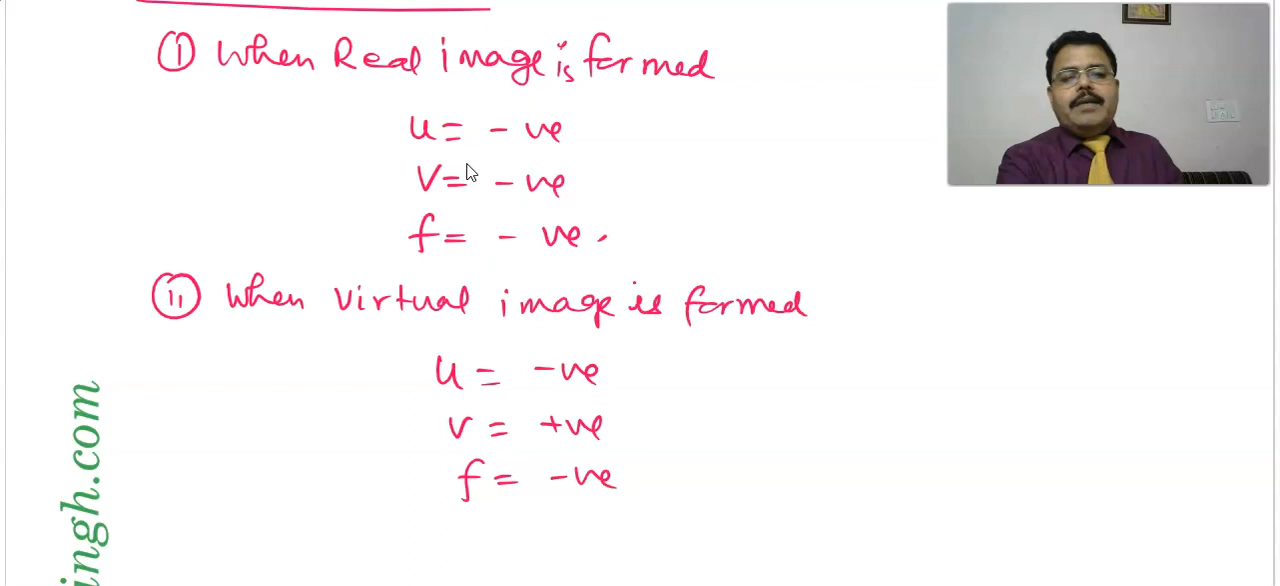 (i) When Real image is formed
u = - ve
v = - ve
f = - ve .
(ii) When virtual image is formed
u = -ve
v = +ve
f = -ve
ingh.com